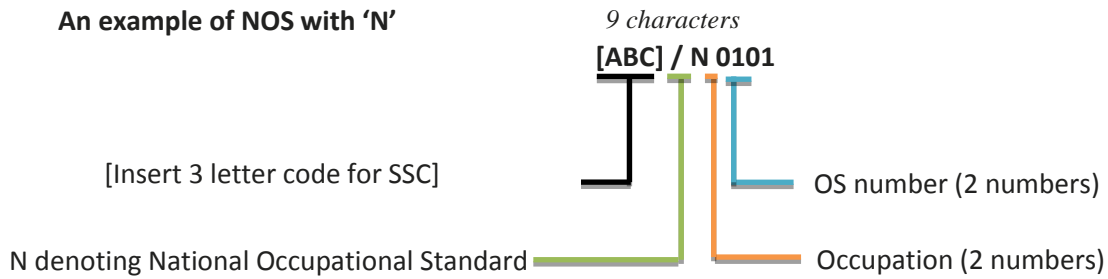 An example of NOS with ‘N’
9 characters
[ABC] / N 0101
[Insert 3 letter code for SSC]
OS number (2 numbers)
N denoting National Occupational Standard
Occupation (2 numbers)